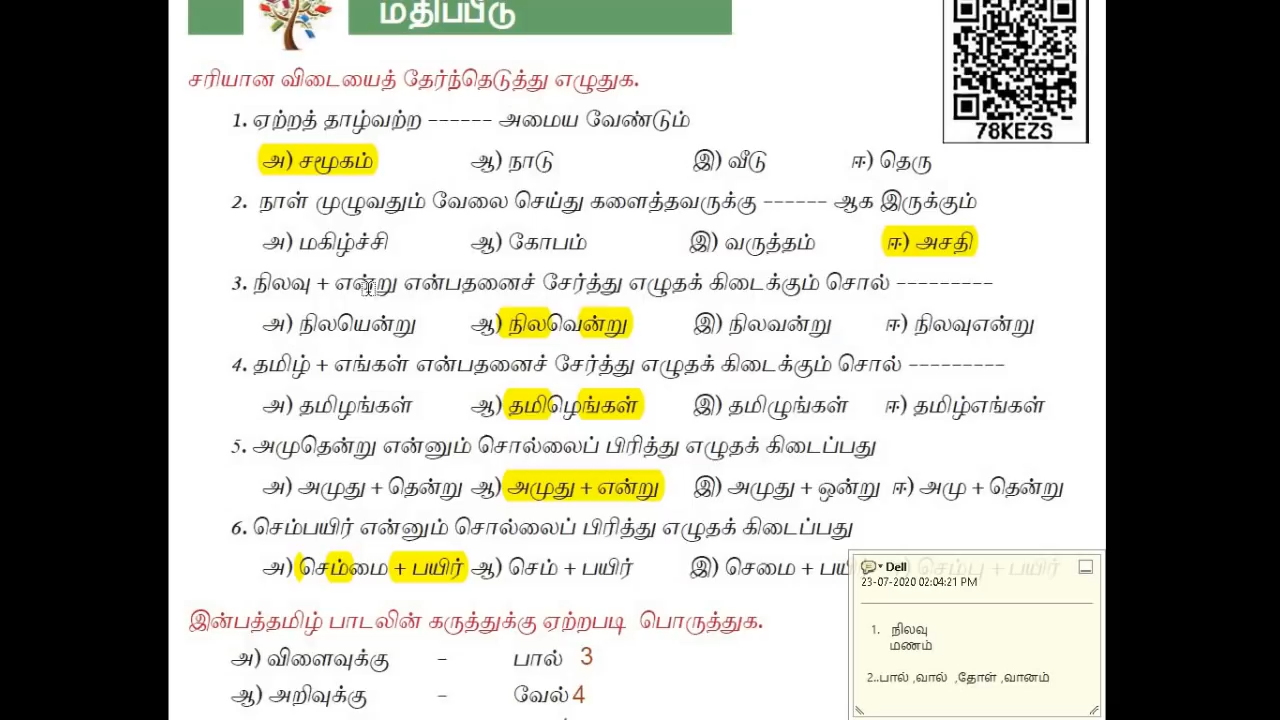 மதிப்பீடு
78KEZS
சரியான விடையைத் தேர்ந்தெடுத்து எழுதுக.
1. ஏற்றத் தாழ்வற்ற ------ அமைய வேண்டும்
அ) சமூகம் ஆ) நாடு இ) வீடு ஈ) தெரு
2. நாள் முழுவதும் வேலை செய்து களைத்தவருக்கு ------ ஆக இருக்கும்
அ) மகிழ்ச்சி ஆ) கோபம் இ) வருத்தம் ஈ) அசதி
3. நிலவு + என்று என்பதனைச் சேர்த்து எழுதக் கிடைக்கும் சொல் ---------
அ) நிலயென்று ஆ) நிலவென்று இ) நிலவன்று ஈ) நிலவுஎன்று
4. தமிழ் + எங்கள் என்பதனைச் சேர்த்து எழுதக் கிடைக்கும் சொல் ---------
அ) தமிழங்கள் ஆ) தமிழெங்கள் இ) தமிழுங்கள் ஈ) தமிழ்எங்கள்
5. அமுதென்று என்னும் சொல்லைப் பிரித்து எழுதக் கிடைப்பது
அ) அமுது + தென்று ஆ) அமுது + என்று இ) அமுது + ஒன்று ஈ) அமு + தென்று
6. செம்பயிர் என்னும் சொல்லைப் பிரித்து எழுதக் கிடைப்பது
அ) செம்மை + பயிர் ஆ) செம் + பயிர் இ) செமை + பயி செம்பு + பயிர்
Dell
23-07-2020 02:04:21 PM
1. நிலவு
மணம்
2..பால் ,வால் ,தோள் ,வானம்
இன்பத்தமிழ் பாடலின் கருத்துக்கு ஏற்றபடி பொருத்துக.
அ) விளைவுக்கு - பால் 3
ஆ) அறிவுக்கு - வேல் 4